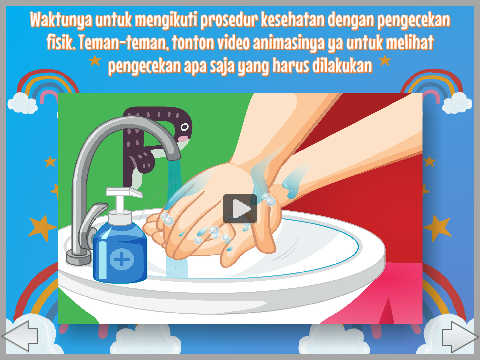 Waktunya untuk mengikuti prosedur kesehatan dengan pengecekan
fisik. Teman-teman, tonton video animasinya ya untuk melihat
pengecekan apa saja yang harus dilakukan